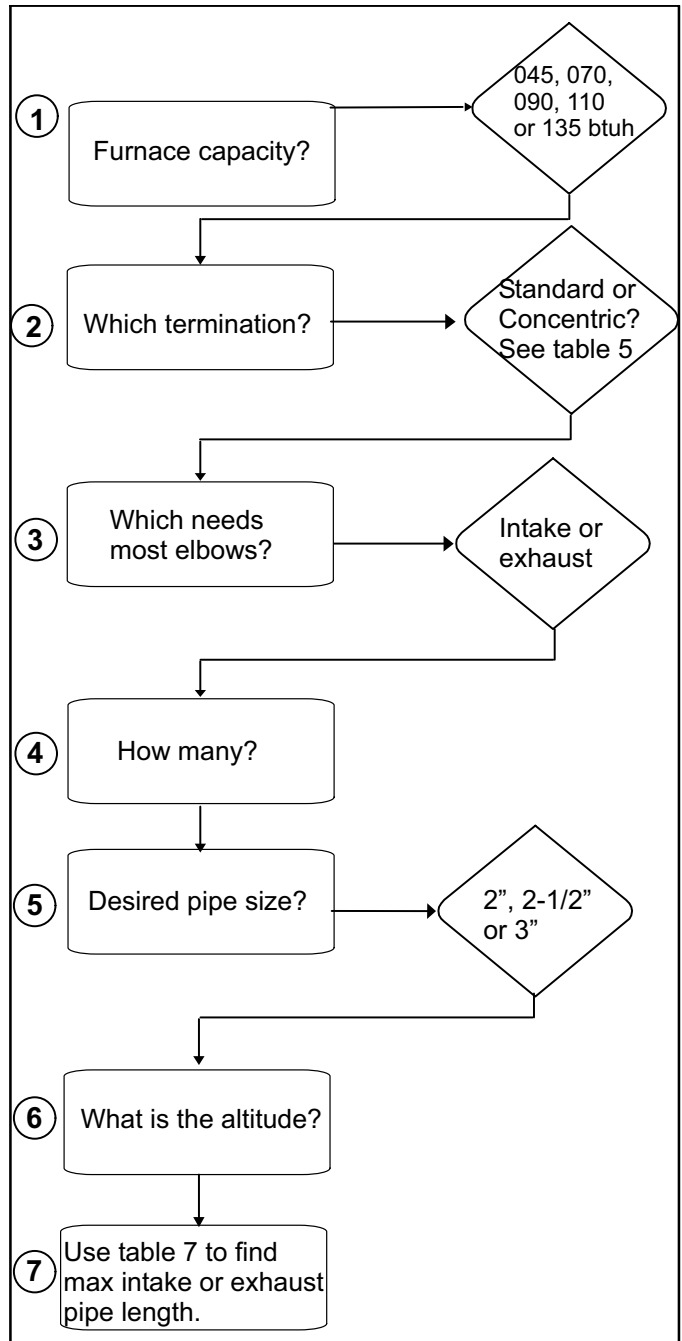 1
Furnace capacity?
045, 070,
090, 110
or 135 btuh
2
Which termination?
Standard or
Concentric?
See table 5
3
Which needs
most elbows?
Intake or
exhaust
4
How many?
5
Desired pipe size?
2”, 2-1/2”
or 3”
6
What is the altitude?
7
Use table 7 to find
max intake or exhaust
pipe length.